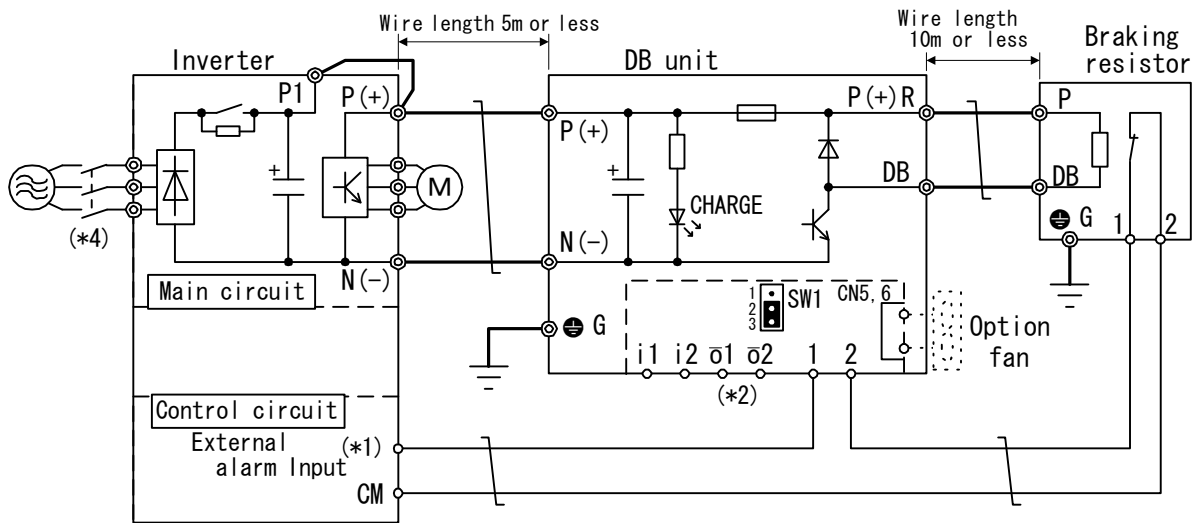 Wire length 5m or less
Wire length
10m or less
Braking
resistor
Inverter
DB unit
P1
P(+)
P(+)
P(+)R
P
+
+
CHARGE
M
DB
DB
(*4)
N(-)
N(-)
G
1
2
Main circuit
1
2
3
SW1
CN5,6
Option
fan
G
i1
i2
o̅1
o̅2
1
2
(*2)
Control circuit
External
alarm Input
(*1)
CM